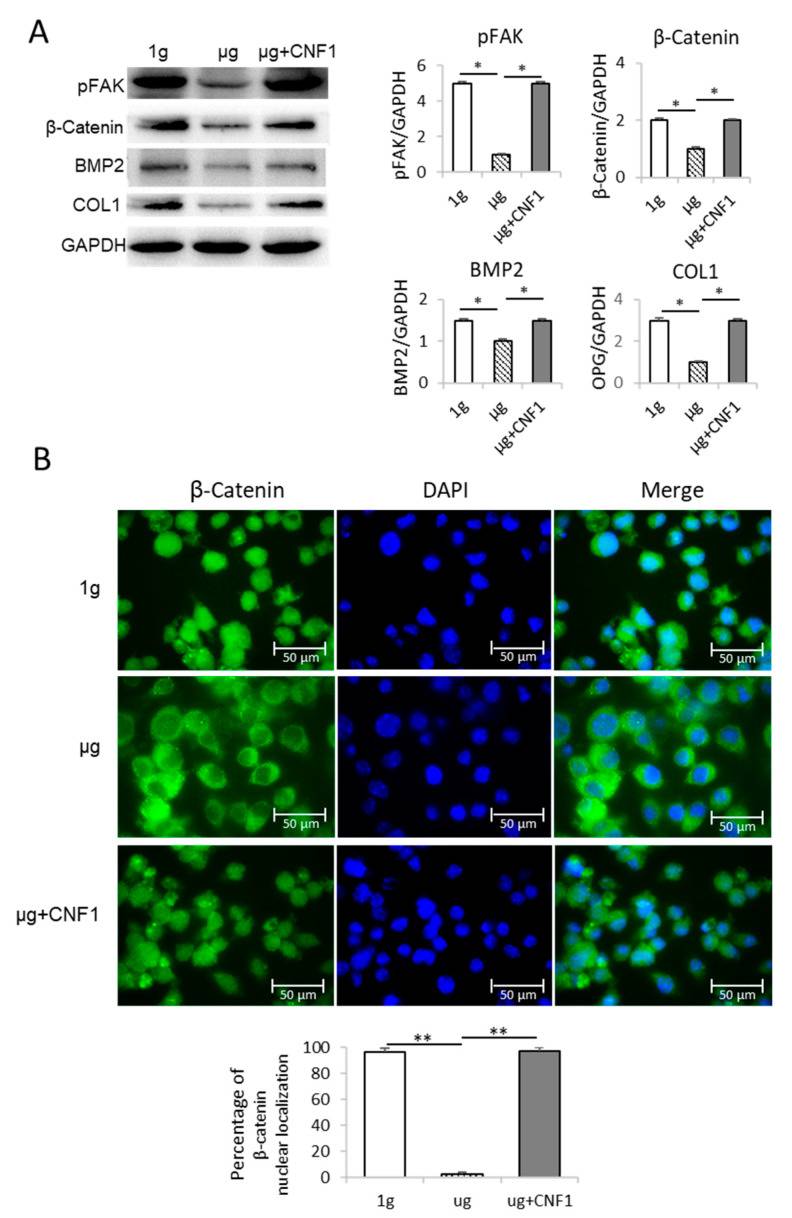 A
1g µg µg+CNF1
pFAK
β-Catenin
BMP2
COL1
GAPDH
pFAK
pFAK/GAPDH
6
4
2
0
* *
1g µg µg+CNF1
β-Catenin
β-Catenin/GAPDH
4
2
0
* *
1g µg µg+CNF1
BMP2
BMP2/GAPDH
2
1
0
* *
1g µg µg+CNF1
COL1
OPG/GAPDH
4
2
0
* *
1g µg µg+CNF1
B
β-Catenin DAPI Merge
1g
50 µm 50 µm 50 µm
µg
50 µm 50 µm 50 µm
µg+CNF1
50 µm 50 µm 50 µm
Percentage of
β-catenin
nuclear localization
100
80
60
40
20
0
** **
1g ug ug+CNF1